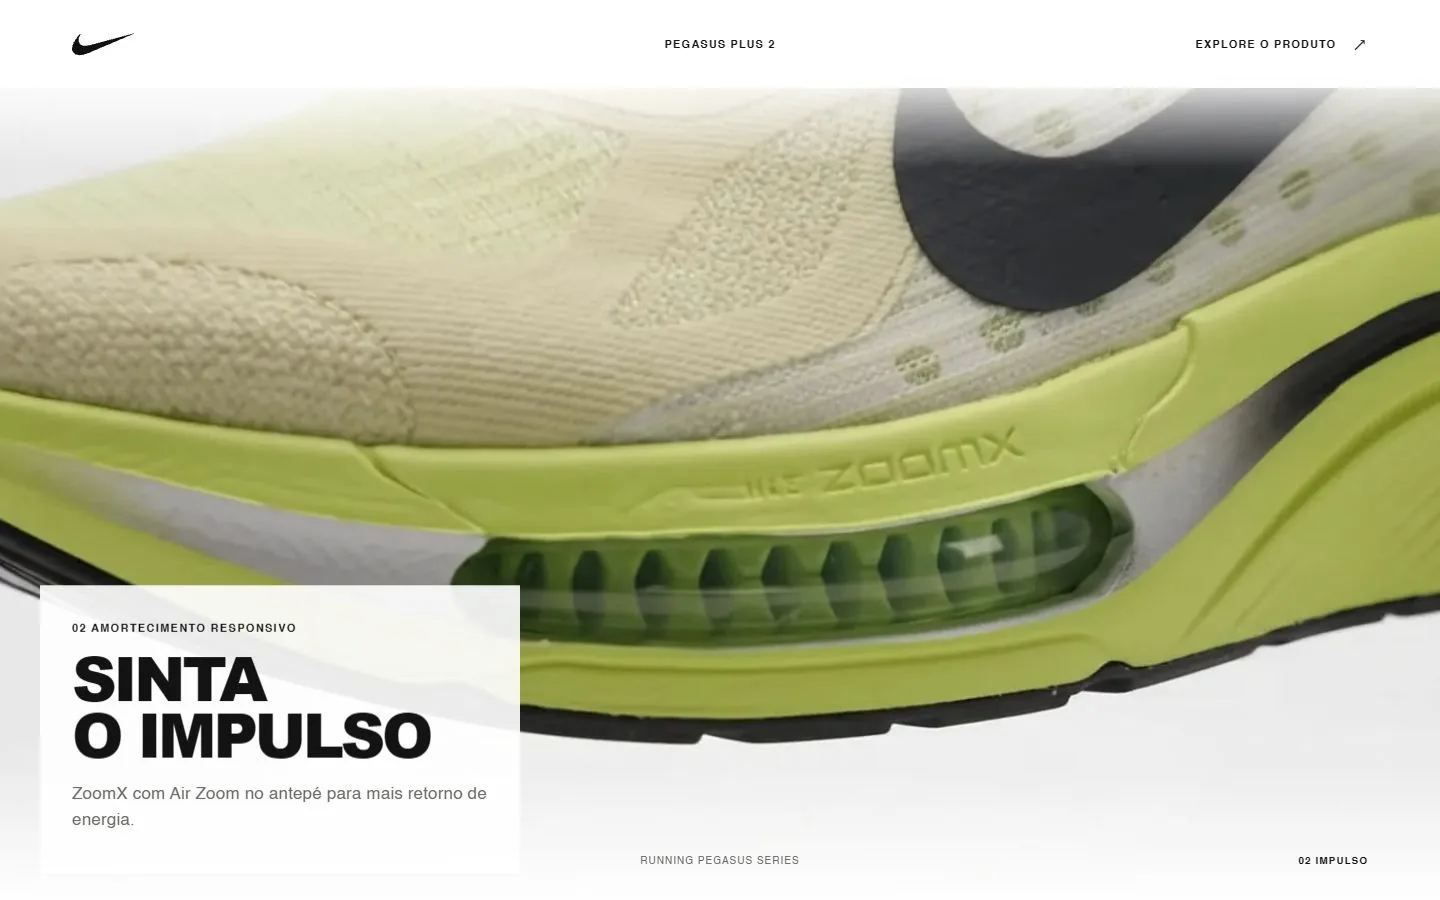 PEGASUS PLUS 2
EXPLORE O PRODUTO ↗
ZOOMX
02 AMORTECIMENTO RESPONSIVO
SINTA
O IMPULSO
ZoomX com Air Zoom no antepé para mais retorno de
energia.
RUNNING PEGASUS SERIES
02 IMPULSO